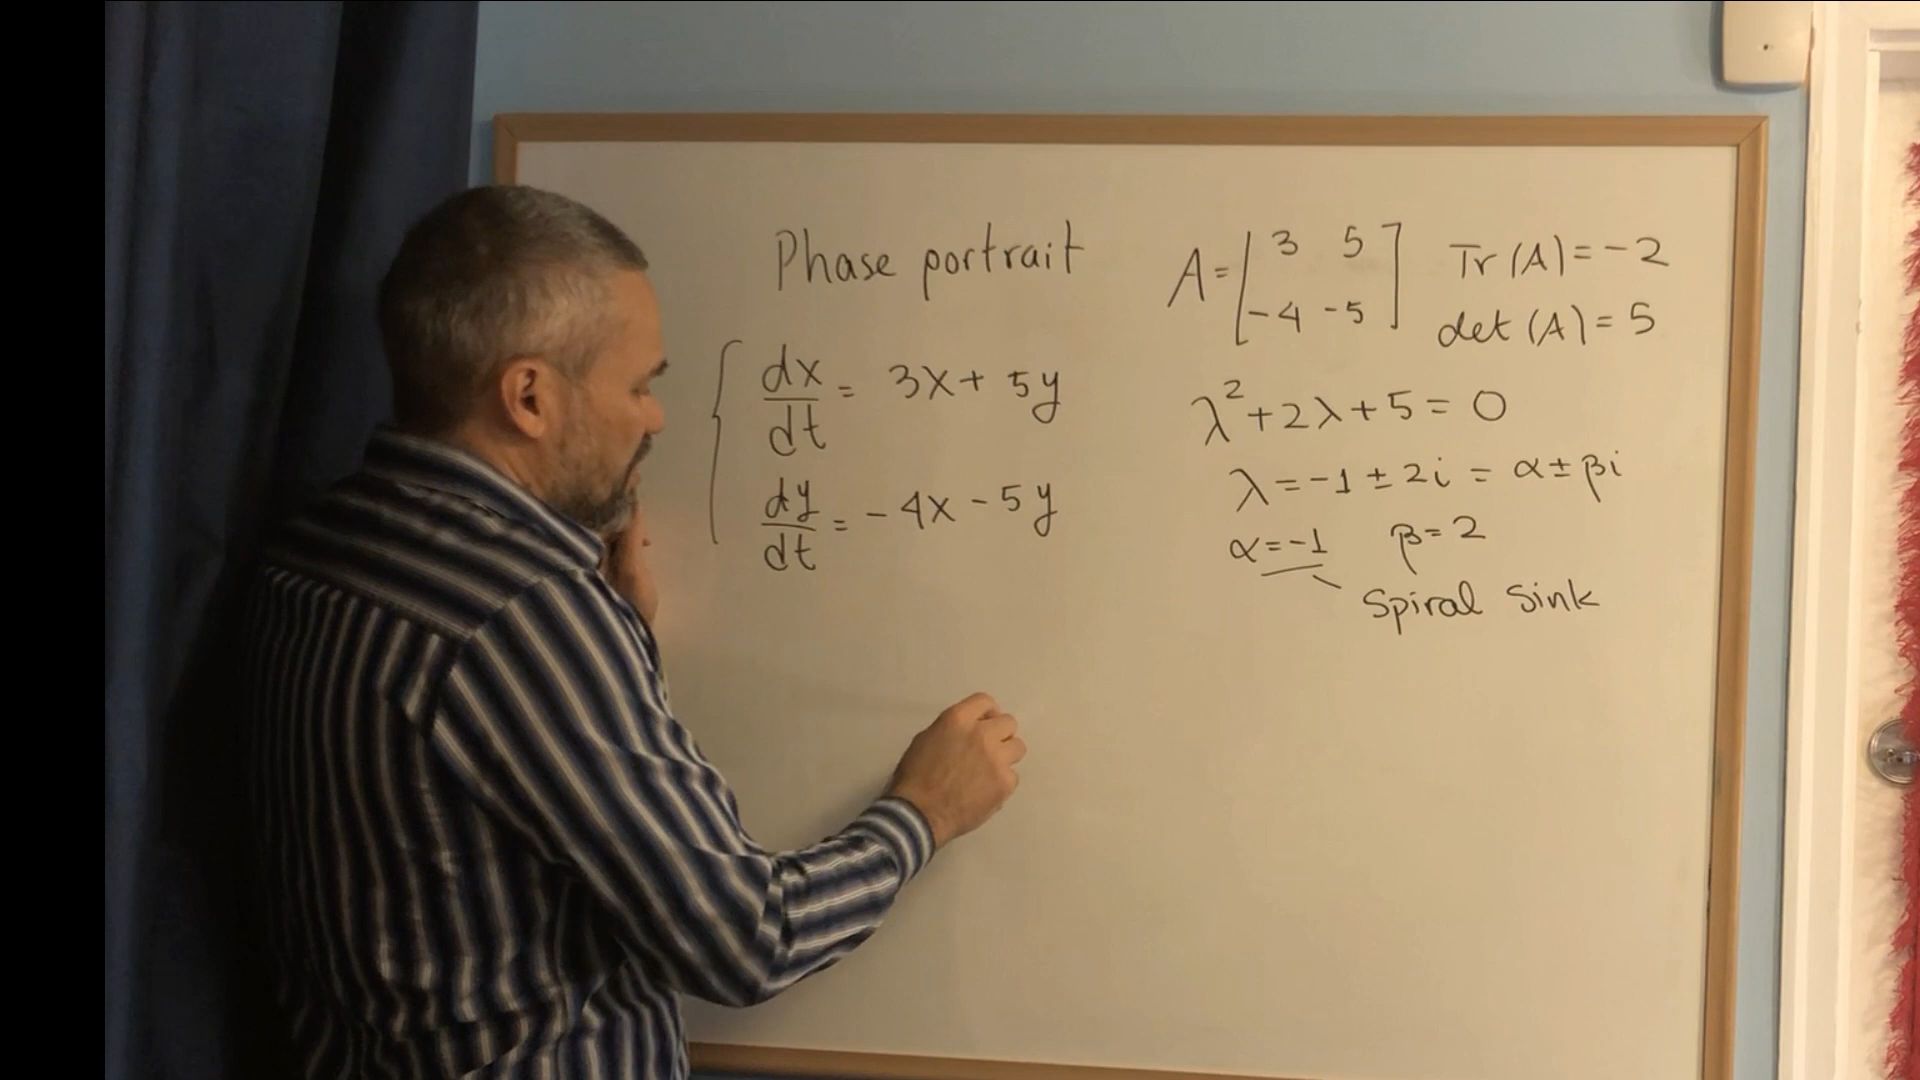 Phase portrait
dx/dt = 3x + 5y
dy/dt = -4x - 5y
A = [3 5
-4 -5]
Tr(A) = -2
det(A) = 5
λ² + 2λ + 5 = 0
λ = -1 ± 2i = α ± βi
α = -1 β = 2
Spiral Sink